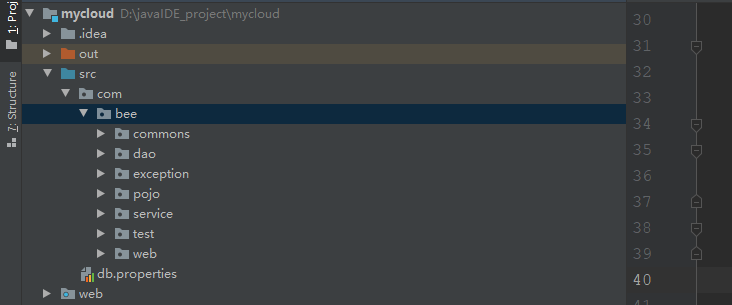 1: Proj
7: Structure
mycloud D:\javaIDE_project\mycloud
.idea
out
src
com
bee
commons
dao
exception
pojo
service
test
web
db.properties
web
30
31
32
33
34
35
36
37
38
39
40